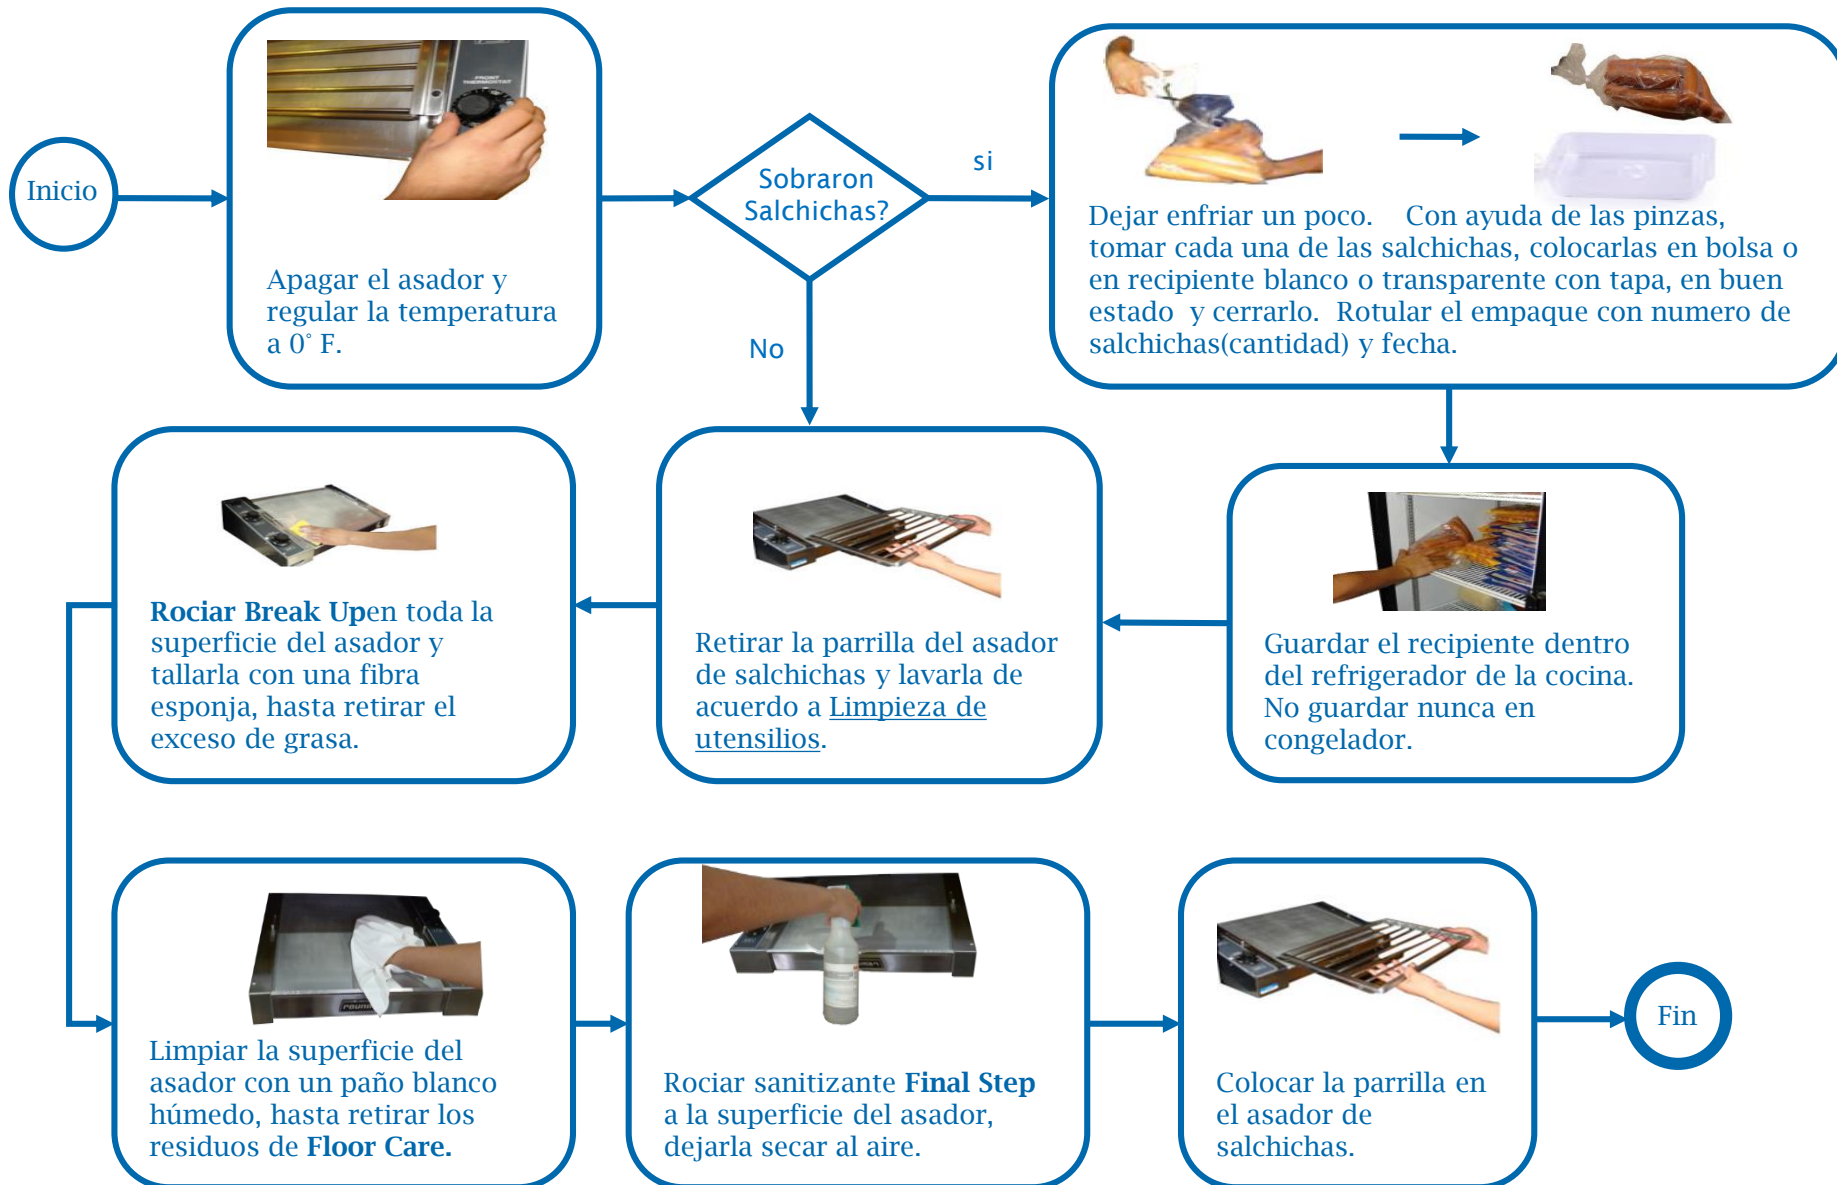 Inicio
FRONT
THERMOSTAT
Apagar el asador y
regular la temperatura
a 0° F.
Sobraron
Salchichas?
si
No
Dejar enfriar un poco. Con ayuda de las pinzas,
tomar cada una de las salchichas, colocarlas en bolsa o
en recipiente blanco o transparente con tapa, en buen
estado y cerrarlo. Rotular el empaque con numero de
salchichas(cantidad) y fecha.
Guardar el recipiente dentro
del refrigerador de la cocina.
No guardar nunca en
congelador.
Retirar la parrilla del asador
de salchichas y lavarla de
acuerdo a Limpieza de
utensilios.
Rociar Break Upen toda la
superficie del asador y
tallarla con una fibra
esponja, hasta retirar el
exceso de grasa.
Limpiar la superficie del
asador con un paño blanco
húmedo, hasta retirar los
residuos de Floor Care.
Rociar sanitizante Final Step
a la superficie del asador,
dejarla secar al aire.
Colocar la parrilla en
el asador de
salchichas.
Fin